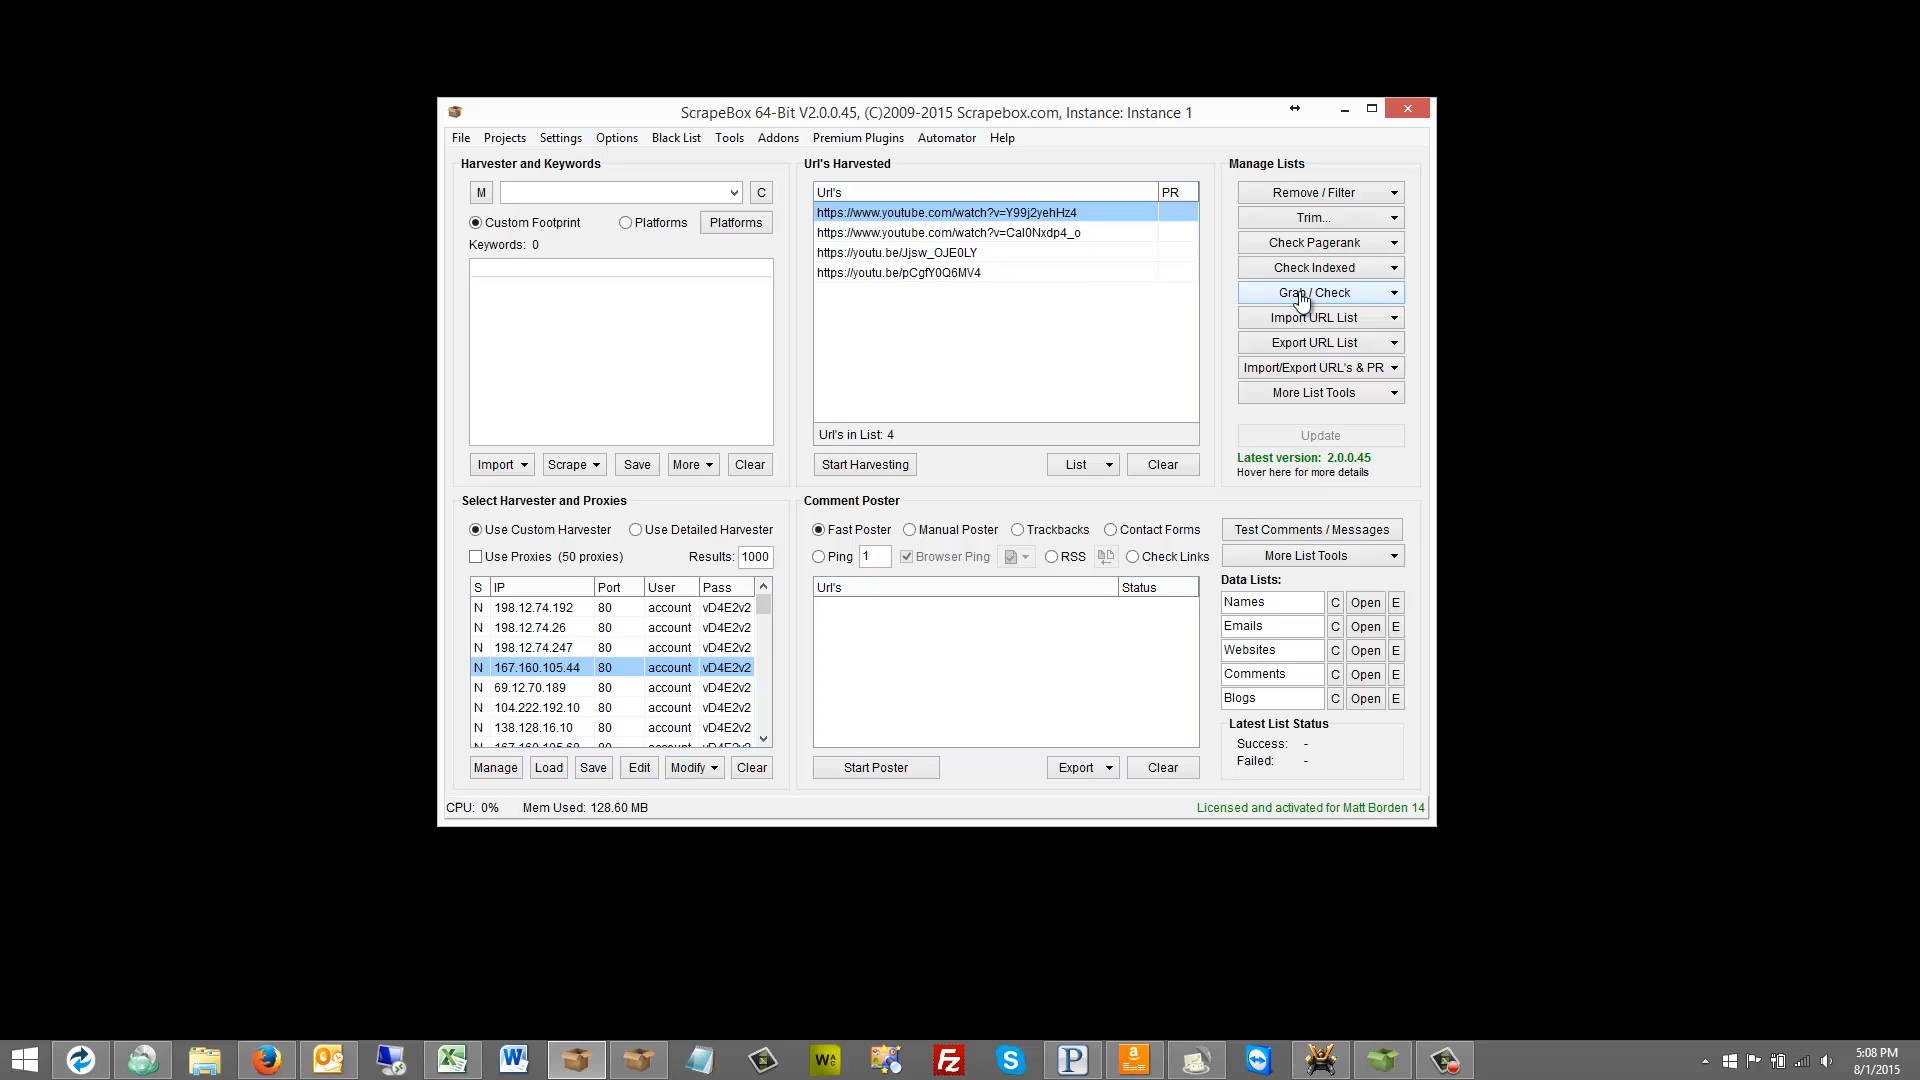 ScrapeBox 64-Bit V2.0.0.45, (C)2009-2015 Scrapebox.com, Instance: Instance 1
File Projects Settings Options Black List Tools Addons Premium Plugins Automator Help
Harvester and Keywords
M C
Custom Footprint Platforms Platforms
Keywords: 0
Import Scrape Save More Clear
Url's Harvested
Url's PR
https://www.youtube.com/watch?v=Y99j2yehHz4
https://www.youtube.com/watch?v=Cal0Nxdp4_o
https://youtu.be/Jjsw_OJE0LY
https://youtu.be/pCgfY0Q6MV4
Url's in List: 4
Start Harvesting List Clear
Manage Lists
Remove / Filter
Trim...
Check Pagerank
Check Indexed
Grab / Check
Import URL List
Export URL List
Import/Export URL's & PR
More List Tools
Update
Latest version: 2.0.0.45
Hover here for more details
Select Harvester and Proxies
Use Custom Harvester Use Detailed Harvester
Use Proxies (50 proxies) Results: 1000
S IP Port User Pass
N 198.12.74.192 80 account vD4E2v2
N 198.12.74.26 80 account vD4E2v2
N 198.12.74.247 80 account vD4E2v2
N 167.160.105.44 80 account vD4E2v2
N 69.12.70.189 80 account vD4E2v2
N 104.222.192.10 80 account vD4E2v2
N 138.128.16.10 80 account vD4E2v2
Manage Load Save Edit Modify Clear
Comment Poster
Fast Poster Manual Poster Trackbacks Contact Forms
Ping 1 Browser Ping RSS Check Links
Url's Status
Start Poster Export Clear
Test Comments / Messages
More List Tools
Data Lists:
Names C Open E
Emails C Open E
Websites C Open E
Comments C Open E
Blogs C Open E
Latest List Status
Success: -
Failed: -
CPU: 0% Mem Used: 128.60 MB
Licensed and activated for Matt Borden 14
5:08 PM
8/1/2015